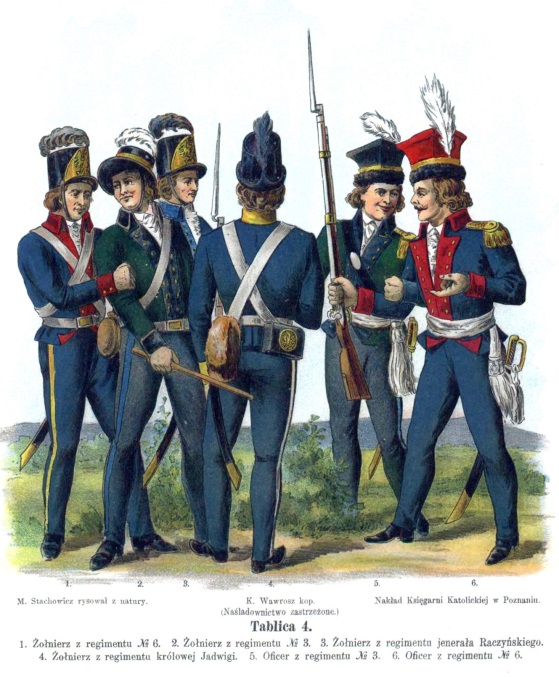 1. 2. 3. 4. 5. 6.
M. Stachowicz rysował z natury. K. Wawrosz kop. Nakład Księgarni Katolickiej w Poznaniu.
(Naśladownictwo zastrzeżone.)
Tablica 4.
1. Żołnierz z regimentu № 6. 2. Żołnierz z regimentu № 3. 3. Żołnierz z regimentu jenerała Raczyńskiego.
4. Żołnierz z regimentu królowej Jadwigi. 5. Oficer z regimentu № 3. 6. Oficer z regimentu № 6.